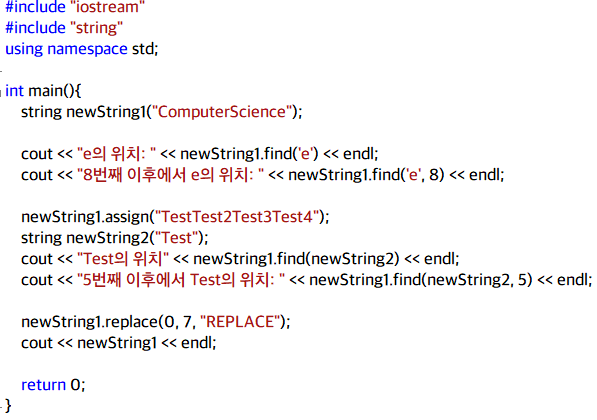 #include "iostream"
#include "string"
using namespace std;
int main(){
string newString1("ComputerScience");
cout << "e의 위치: " << newString1.find('e') << endl;
cout << "8번째 이후에서 e의 위치: " << newString1.find('e', 8) << endl;
newString1.assign("TestTest2Test3Test4");
string newString2("Test");
cout << "Test의 위치" << newString1.find(newString2) << endl;
cout << "5번째 이후에서 Test의 위치: " << newString1.find(newString2, 5) << endl;
newString1.replace(0, 7, "REPLACE");
cout << newString1 << endl;
return 0;
}